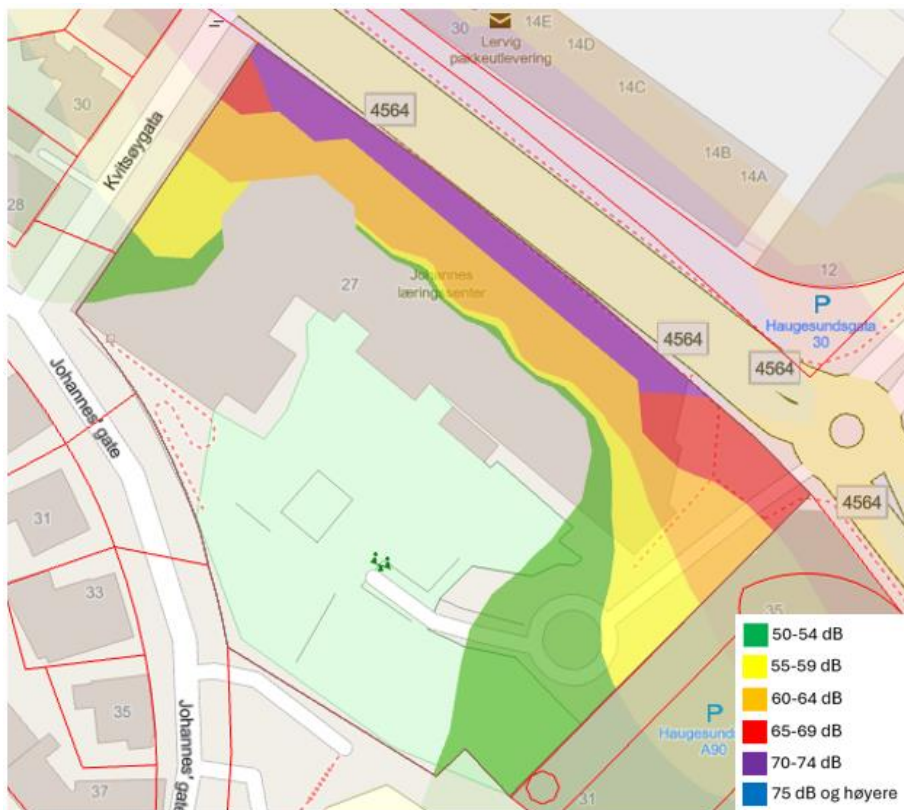 30
14E
Lervig
pakkeutlevering
14D
14C
4564
30
Kvitsøygata
14B
14A
28
12
27
Johannes
læringssenter
P
Haugesundsgata
30
4564
4564
Johannes' gate
4564
31
33
35
50-54 dB
55-59 dB
60-64 dB
65-69 dB
70-74 dB
75 dB og høyere
P
A90
35
Johannes' gate
37
31